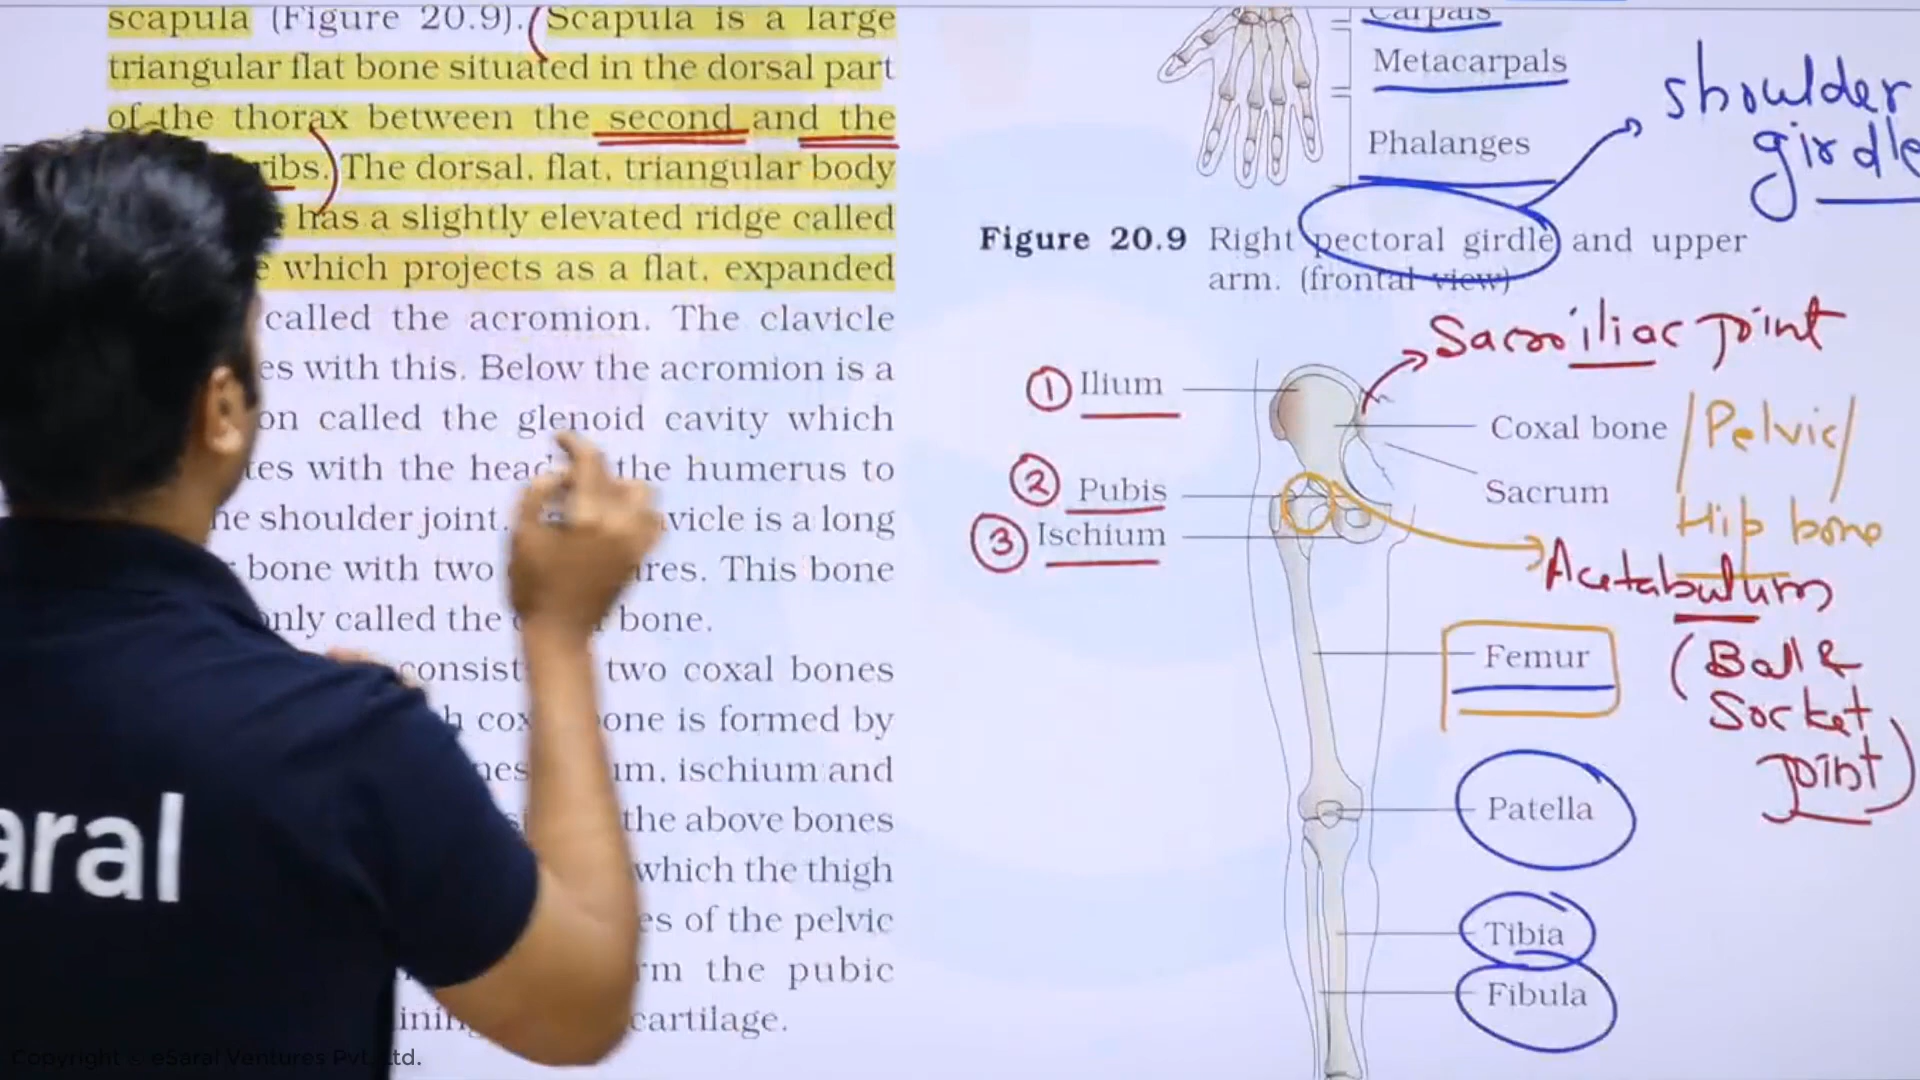 scapula (Figure 20.9). Scapula is a large
triangular flat bone situated in the dorsal part
of the thorax between the second and the
ribs. The dorsal, flat, triangular body
has a slightly elevated ridge called
which projects as a flat, expanded
called the acromion. The clavicle
es with this. Below the acromion is a
on called the glenoid cavity which
tes with the head the humerus to
he shoulder joint. avicle is a long
bone with two ures. This bone
only called the bone.
consist two coxal bones
h cox one is formed by
nes um, ischium and
the above bones
which the thigh
es of the pelvic
rm the pubic
inin cartilage.
Carpals
Metacarpals
Phalanges
shoulder
girdle
Figure 20.9 Right pectoral girdle and upper
arm. (frontal view)
Sacroiliac Joint
① Ilium
Coxal bone / Pelvic /
Hip bone
② Pubis
Sacrum
③ Ischium
Acetabulum
(Ball &
Socket
Joint)
Femur
Patella
Tibia
Fibula
aral
Copyright © eSaral Ventures Pvt. Ltd.